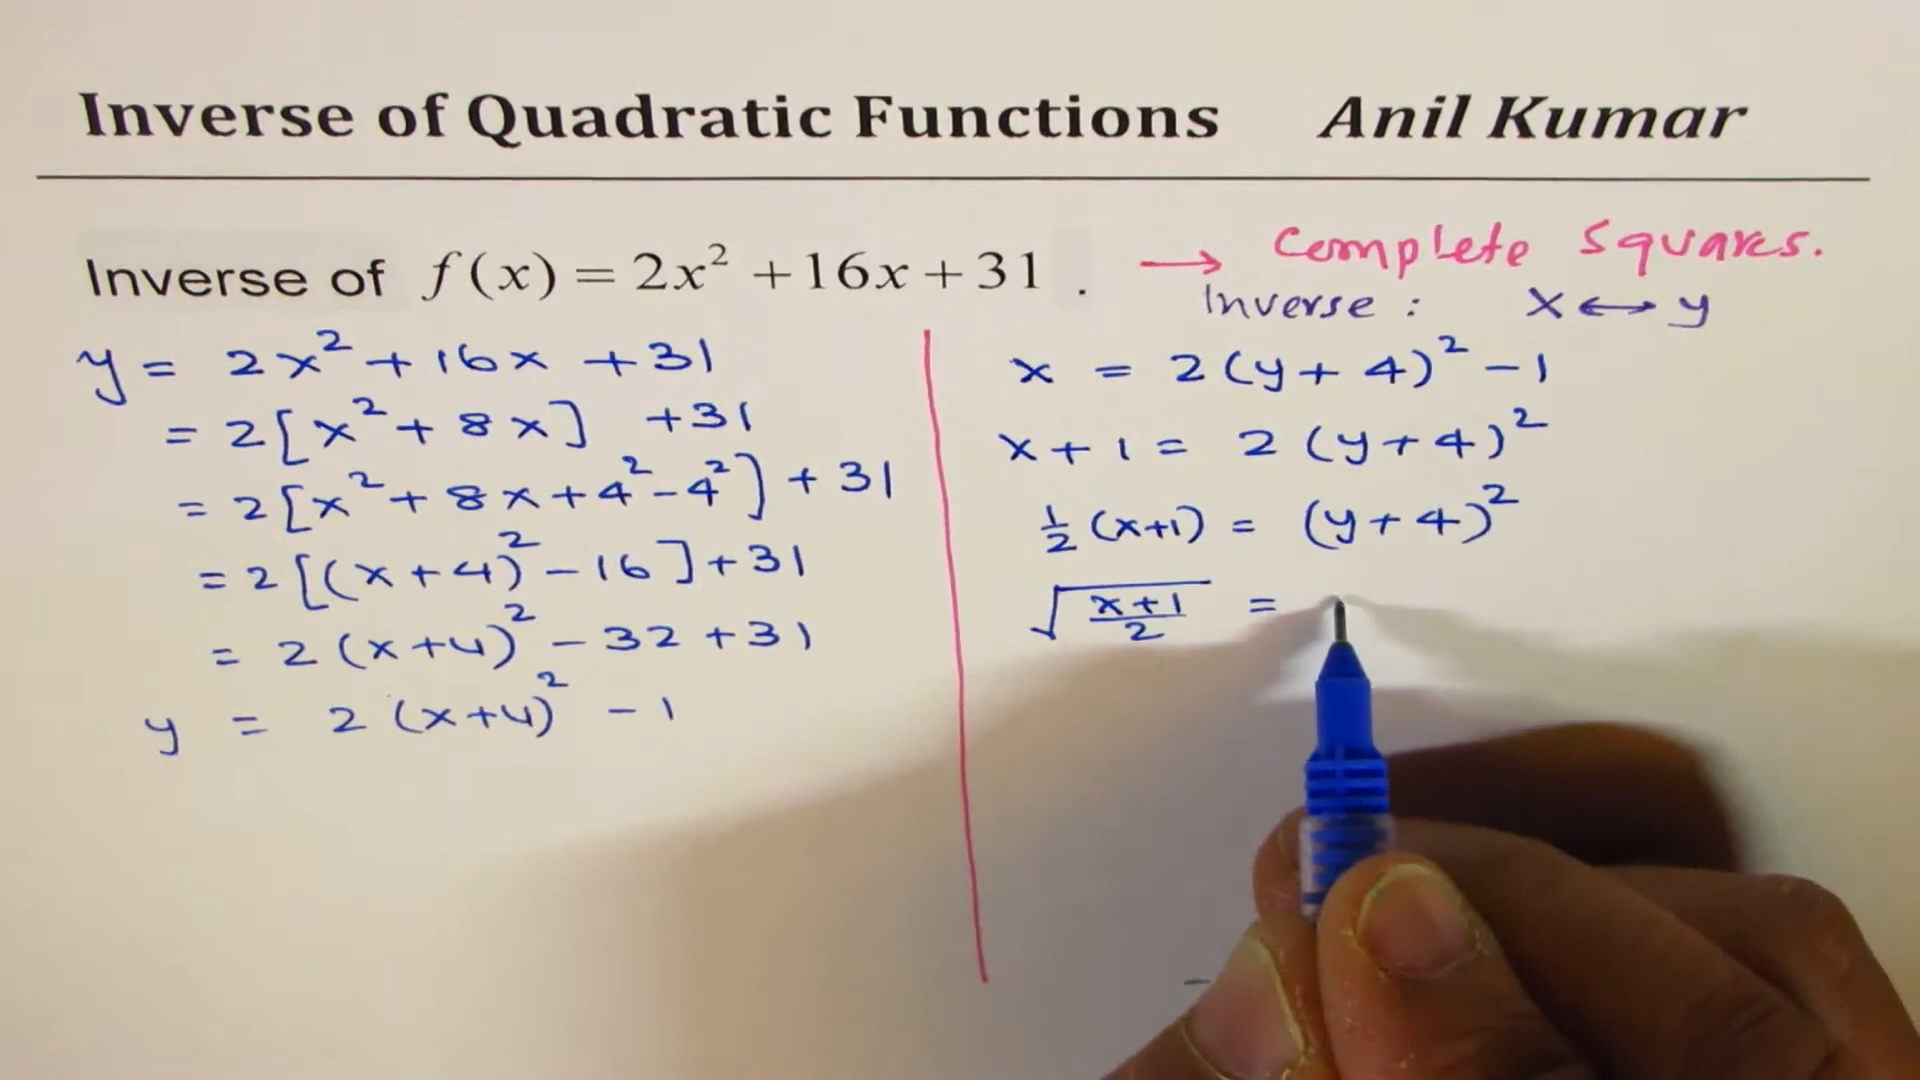 Inverse of Quadratic Functions Anil Kumar
Inverse of f(x) = 2x² + 16x + 31 .
→ Complete Squares.
Inverse : x ↔ y
y = 2x² + 16x + 31
= 2[x² + 8x] + 31
= 2[x² + 8x + 4² - 4²] + 31
= 2[(x + 4)² - 16] + 31
= 2(x+4)² - 32 + 31
y = 2(x+4)² - 1
x = 2(y + 4)² - 1
x + 1 = 2(y + 4)²
½(x+1) = (y + 4)²
√((x+1)/2) =